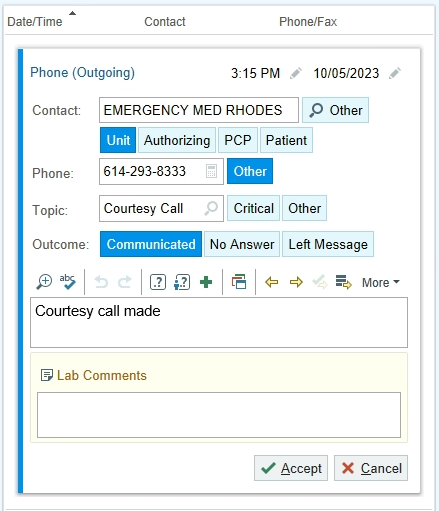 Date/Time Contact Phone/Fax
Phone (Outgoing) 3:15 PM 10/05/2023
Contact: EMERGENCY MED RHODES Other
Unit Authorizing PCP Patient
Phone: 614-293-8333 Other
Topic: Courtesy Call Critical Other
Outcome: Communicated No Answer Left Message
abc ? ? More
Courtesy call made
Lab Comments
Accept Cancel